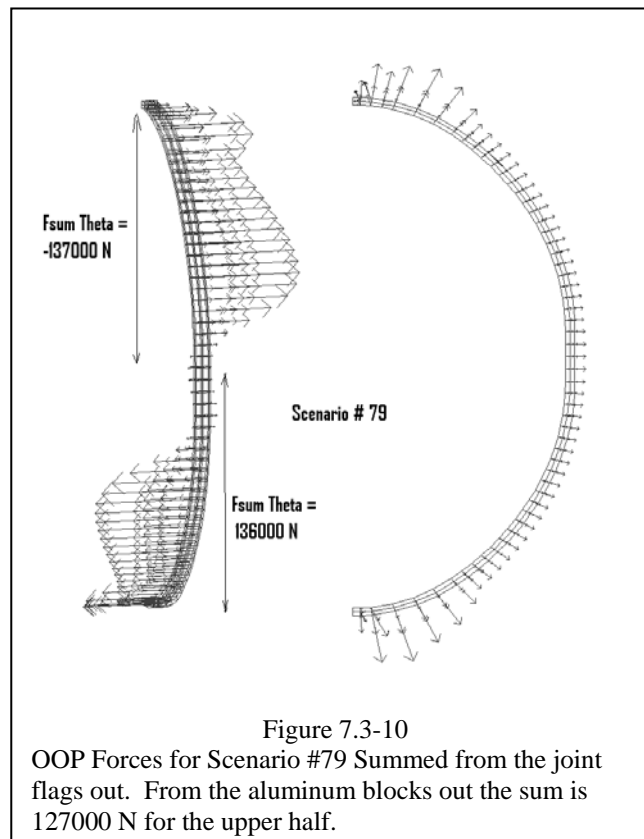 Fsum Theta =
-137000 N
Scenario # 79
Fsum Theta =
136000 N
Figure 7.3-10
OOP Forces for Scenario #79 Summed from the joint
flags out. From the aluminum blocks out the sum is
127000 N for the upper half.